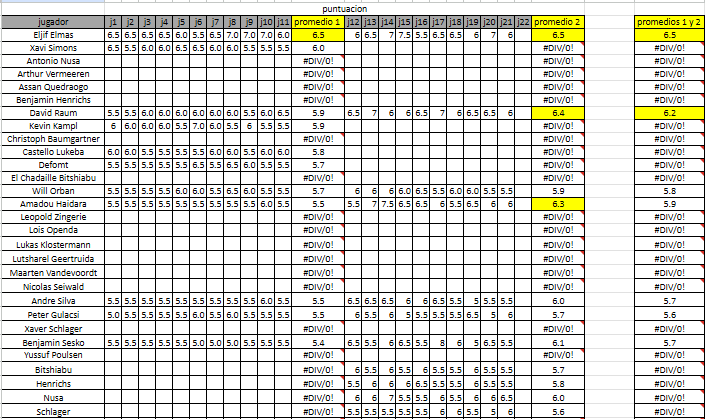 puntuacion
jugador j1 j2 j3 j4 j5 j6 j7 j8 j9 j10 j11 promedio 1 j12 j13 j14 j15 j16 j17 j18 j19 j20 j21 j22 promedio 2 promedios 1 y 2
Eljif Elmas 6.5 6.5 6.5 6.5 6.0 5.5 6.5 7.0 7.0 7.0 6.0 6.5 6 6.5 7 7.5 5.5 6.5 6.5 6 7 6 6.5 6.5
Xavi Simons 6.5 5.5 6.0 6.0 6.5 6.5 6.0 6.0 5.5 5.5 5.5 6.0 #DIV/0! #DIV/0!
Antonio Nusa #DIV/0! #DIV/0! #DIV/0!
Arthur Vermeeren #DIV/0! #DIV/0! #DIV/0!
Assan Quedraogo #DIV/0! #DIV/0! #DIV/0!
Benjamin Henrichs #DIV/0! #DIV/0! #DIV/0!
David Raum 5.5 5.5 6.0 6.0 6.0 6.0 6.0 6.0 5.5 6.0 6.5 5.9 6.5 7 6 6 6.5 7 6 6.5 6.5 6 6.4 6.2
Kevin Kampl 6 6.0 6.0 6.0 5.5 7.0 6.0 5.5 6 5.5 5.5 5.9 #DIV/0! #DIV/0!
Christoph Baumgartner #DIV/0! #DIV/0! #DIV/0!
Castello Lukeba 6.0 6.0 5.5 5.5 5.5 5.5 6.0 6.0 5.5 6.0 6.0 5.8 #DIV/0! #DIV/0!
Defomt 5.5 5.5 5.5 5.5 5.5 6.5 5.5 6.5 6.0 5.5 5.5 5.7 #DIV/0! #DIV/0!
El Chadaille Bitshiabu #DIV/0! #DIV/0! #DIV/0!
Will Orban 5.5 5.5 5.5 5.5 6.0 6.0 5.5 6.5 6.0 5.5 5.5 5.7 6 6 6 6.0 6.5 5.5 6.0 6.0 5.5 5.5 5.9 5.8
Amadou Haidara 5.5 5.5 5.5 5.5 5.5 5.5 5.5 5.5 5.5 6.0 5.5 5.5 5.5 7 7.5 6.5 6.5 6 5.5 6.5 6 6 6.3 5.9
Leopold Zingerie #DIV/0! #DIV/0! #DIV/0!
Lois Openda #DIV/0! #DIV/0! #DIV/0!
Lukas Klostermann #DIV/0! #DIV/0! #DIV/0!
Lutsharel Geertruida #DIV/0! #DIV/0! #DIV/0!
Maarten Vandevoordt #DIV/0! #DIV/0! #DIV/0!
Nicolas Seiwald #DIV/0! #DIV/0! #DIV/0!
Andre Silva 5.5 5.5 5.5 5.5 5.5 5.5 5.5 5.5 5.5 6.0 5.5 5.5 6.5 6.5 6.5 6 6 6.5 5.5 5 5.5 5.5 6.0 5.7
Peter Gulacsi 5.0 5.5 5.5 5.5 5.5 6.0 5.5 6.0 5.5 5.5 5.5 5.5 6 5.5 6 5.5 5.5 5.5 5.5 6.5 5 6 5.7 5.6
Xaver Schlager #DIV/0! #DIV/0! #DIV/0!
Benjamin Sesko 5.5 5.5 5.5 5.5 5.5 5.0 5.0 5.0 5.5 5.5 5.5 5.4 6.5 5.5 6 6.5 5.5 8 6 5 6.5 5.5 6.1 5.7
Yussuf Poulsen #DIV/0! #DIV/0! #DIV/0!
Bitshiabu 6 5.5 6 5.5 6 5.5 5.5 6 5.5 5.5 5.7 #DIV/0!
Henrichs 5.5 6 6 6 6.5 5.5 5.5 6 5.5 5.5 5.8 #DIV/0!
Nusa 6 6 7 5.5 5.5 6 6.5 6 6.5 6.0 #DIV/0!
Schlager 5.5 5.5 5.5 5.5 5.5 6 6 5.5 5 6 5.6 #DIV/0!